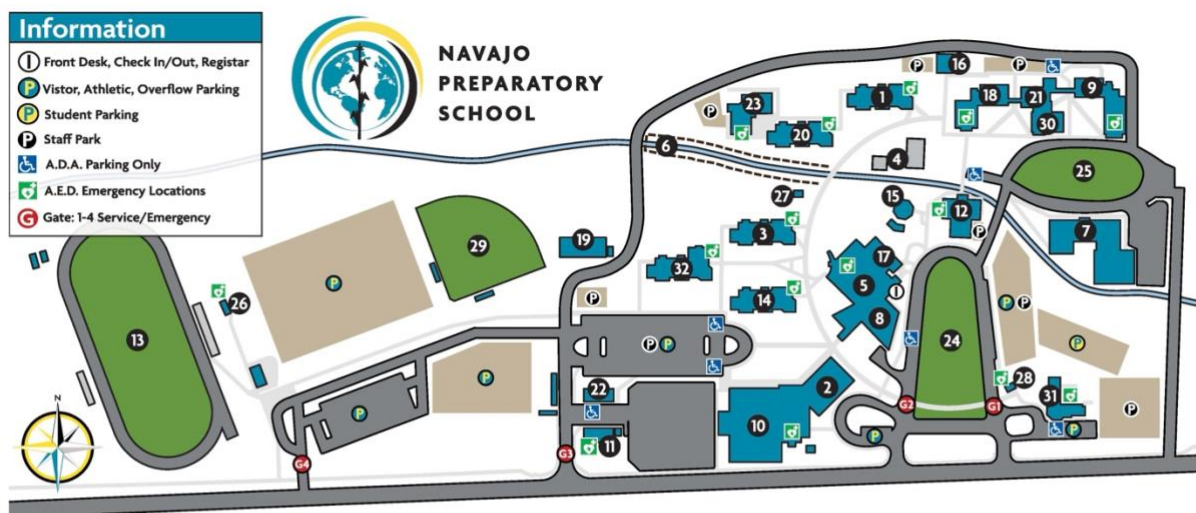 Information
Front Desk, Check In/Out, Registar
Vistor, Athletic, Overflow Parking
Student Parking
Staff Park
A.D.A. Parking Only
A.E.D. Emergency Locations
Gate: 1-4 Service/Emergency
I
P
P
P
G
NAVAJO
PREPARATORY
SCHOOL
16
P
P
1
18
21
9
23
P
20
30
6
4
25
27
15
12
P
7
29
19
3
17
32
5
I
26
P
P
14
8
P
P
13
P
P
24
P
22
2
28
31
P
P
G2
G1
P
10
P
P
11
G3
G4
N